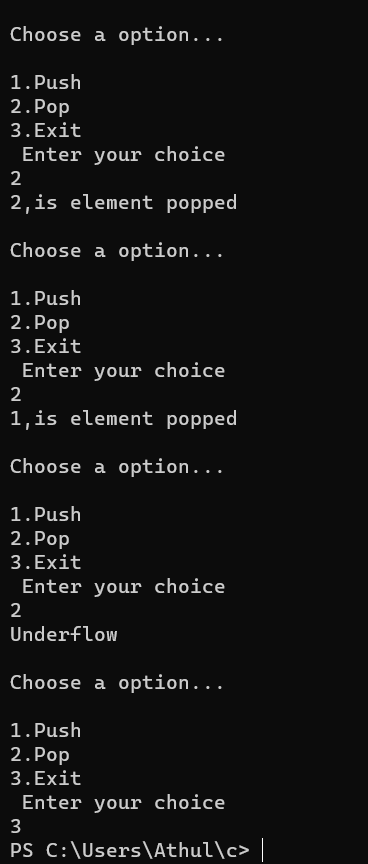 Choose a option...
1.Push
2.Pop
3.Exit
 Enter your choice
2
2,is element popped
Choose a option...
1.Push
2.Pop
3.Exit
 Enter your choice
2
1,is element popped
Choose a option...
1.Push
2.Pop
3.Exit
 Enter your choice
2
Underflow
Choose a option...
1.Push
2.Pop
3.Exit
 Enter your choice
3
PS C:\Users\Athul\c>